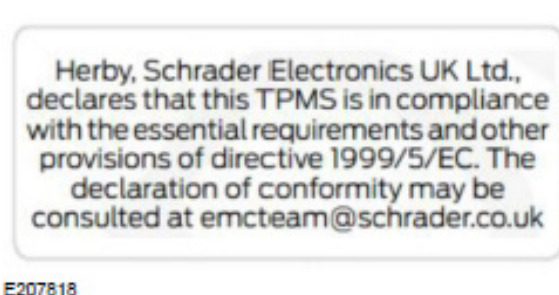 Herby, Schrader Electronics UK Ltd.,
declares that this TPMS is in compliance
with the essential requirements and other
provisions of directive 1999/5/EC. The
declaration of conformity may be
consulted at emcteam@schrader.co.uk
E207818